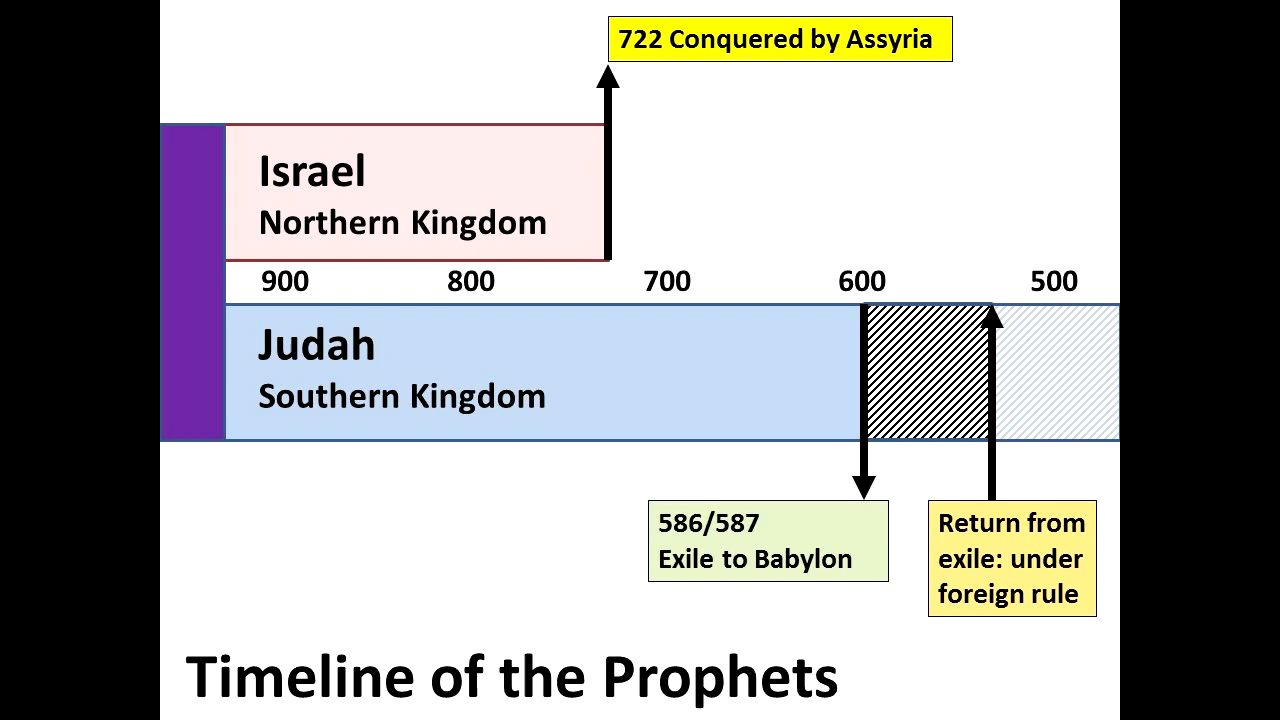 722 Conquered by Assyria
Israel
Northern Kingdom
900 800 700 600 500
Judah
Southern Kingdom
586/587
Exile to Babylon
Return from
exile: under
foreign rule
Timeline of the Prophets